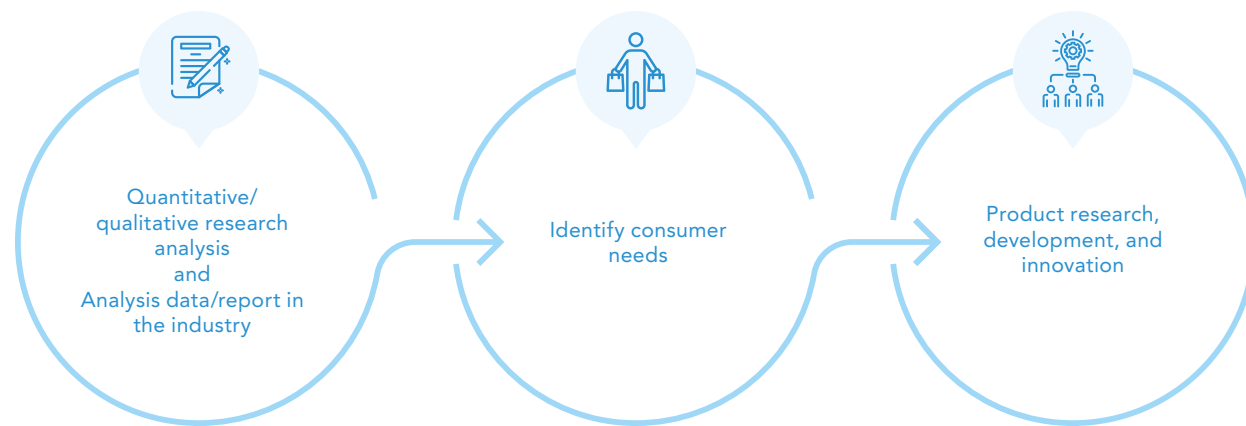 Quantitative/
qualitative research
analysis
and
Analysis data/report in
the industry
Identify consumer
needs
Product research,
development, and
innovation